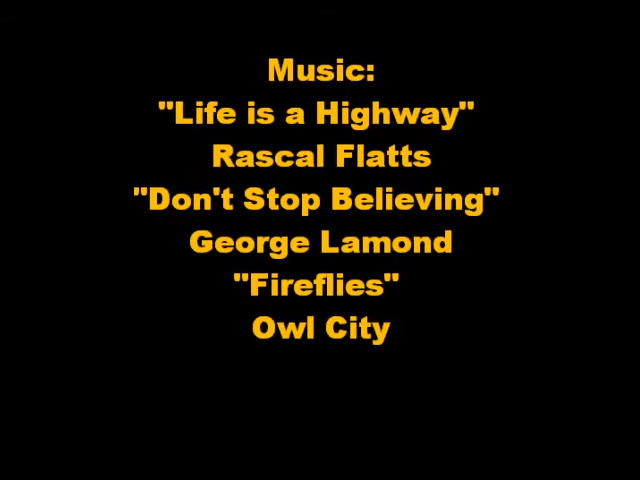 Music:
"Life is a Highway"
Rascal Flatts
"Don't Stop Believing"
George Lamond
"Fireflies"
Owl City